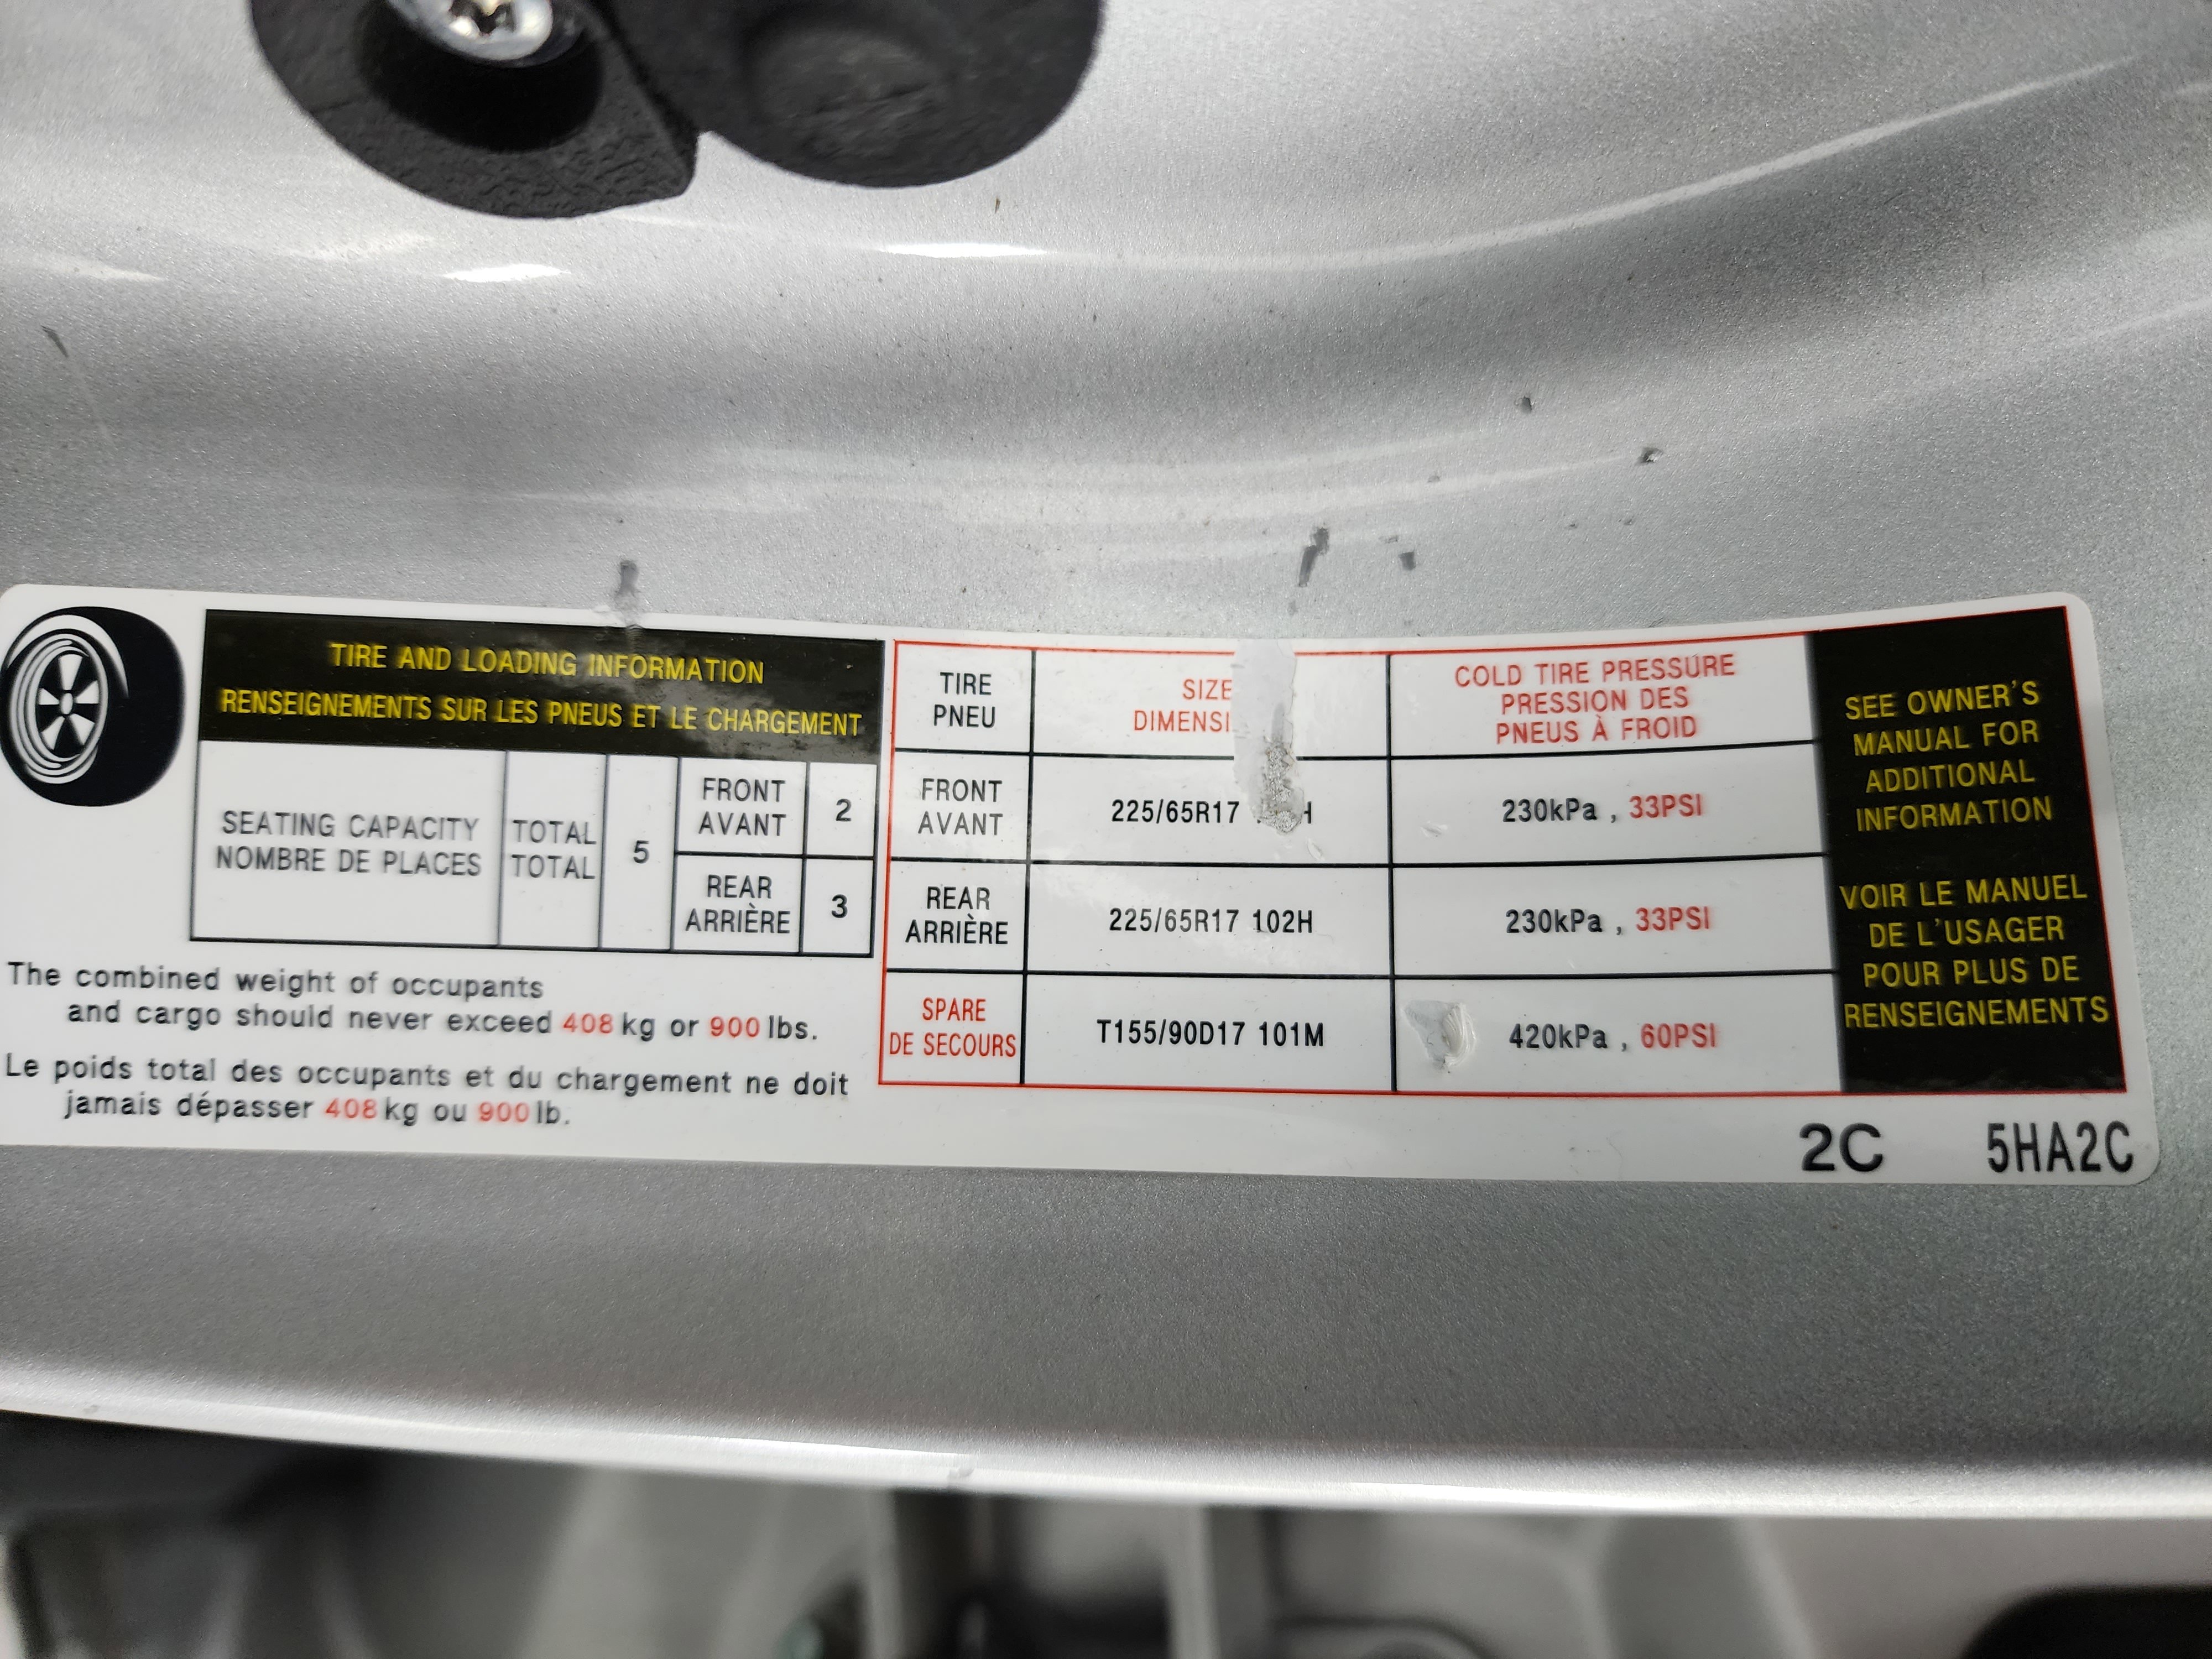 TIRE AND LOADING INFORMATION
RENSEIGNEMENTS SUR LES PNEUS ET LE CHARGEMENT
SEATING CAPACITY
NOMBRE DE PLACES
TOTAL
TOTAL
5
FRONT
AVANT
2
REAR
ARRIÈRE
3
The combined weight of occupants
and cargo should never exceed 408 kg or 900 lbs.
Le poids total des occupants et du chargement ne doit
jamais dépasser 408 kg ou 900 lb.
TIRE
PNEU
SIZE
COLD TIRE PRESSURE
PRESSION DES
PNEUS À FROID
FRONT
AVANT
225/65R17
230kPa , 33PSI
REAR
ARRIÈRE
225/65R17 102H
230kPa , 33PSI
SPARE
DE SECOURS
T155/90D17 101M
420kPa , 60PSI
SEE OWNER'S
MANUAL FOR
ADDITIONAL
INFORMATION
VOIR LE MANUEL
DE L'USAGER
POUR PLUS DE
RENSEIGNEMENTS
2C 5HA2C